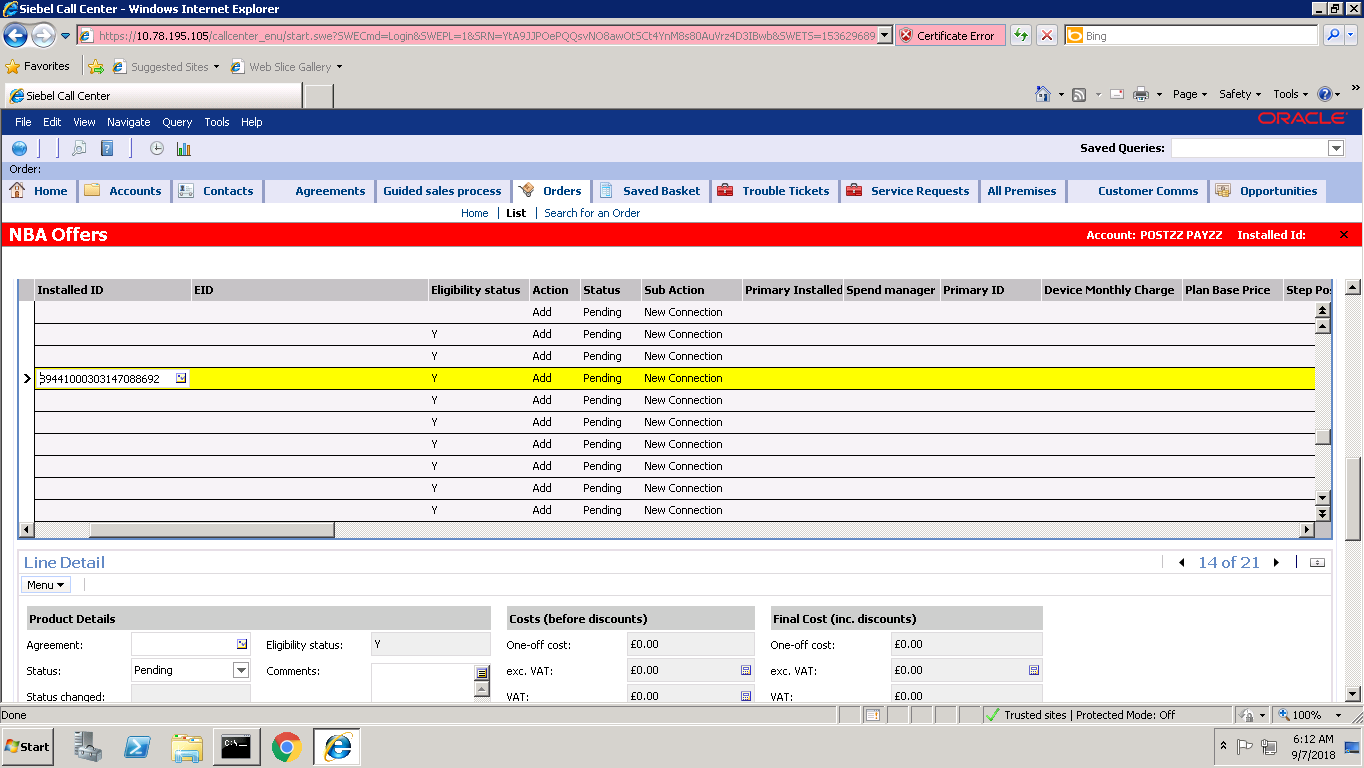 Siebel Call Center - Windows Internet Explorer
https://10.78.195.105/callcenter_enu/start.swe?SWECmd=Login&SWEPL=1&SRN=YtA9JJPOePQQsvNO8awOt5Ct4YnM8s80AuVrz4D3IBwb&SWETS=153629689 Certificate Error Bing
Favorites Suggested Sites Web Slice Gallery
Siebel Call Center Page Safety Tools
File Edit View Navigate Query Tools Help ORACLE
Saved Queries:
Order:
Home Accounts Contacts Agreements Guided sales process Orders Saved Basket Trouble Tickets Service Requests All Premises Customer Comms Opportunities
Home List Search for an Order
NBA Offers Account: POSTZZ PAYZZ Installed Id:
Installed ID EID Eligibility status Action Status Sub Action Primary Installed Spend manager Primary ID Device Monthly Charge Plan Base Price Step Po
Add Pending New Connection
Y Add Pending New Connection
Y Add Pending New Connection
39441000303147088692 Y Add Pending New Connection
Y Add Pending New Connection
Y Add Pending New Connection
Y Add Pending New Connection
Y Add Pending New Connection
Y Add Pending New Connection
Y Add Pending New Connection
Line Detail 14 of 21
Menu
Product Details Costs (before discounts) Final Cost (inc. discounts)
Agreement: Eligibility status: Y One-off cost: £0.00 One-off cost: £0.00
Status: Pending Comments: exc. VAT: £0.00 exc. VAT: £0.00
Status changed: VAT: £0.00 VAT: £0.00
Done Trusted sites | Protected Mode: Off 100%
Start C:\. 6:12 AM
9/7/2018